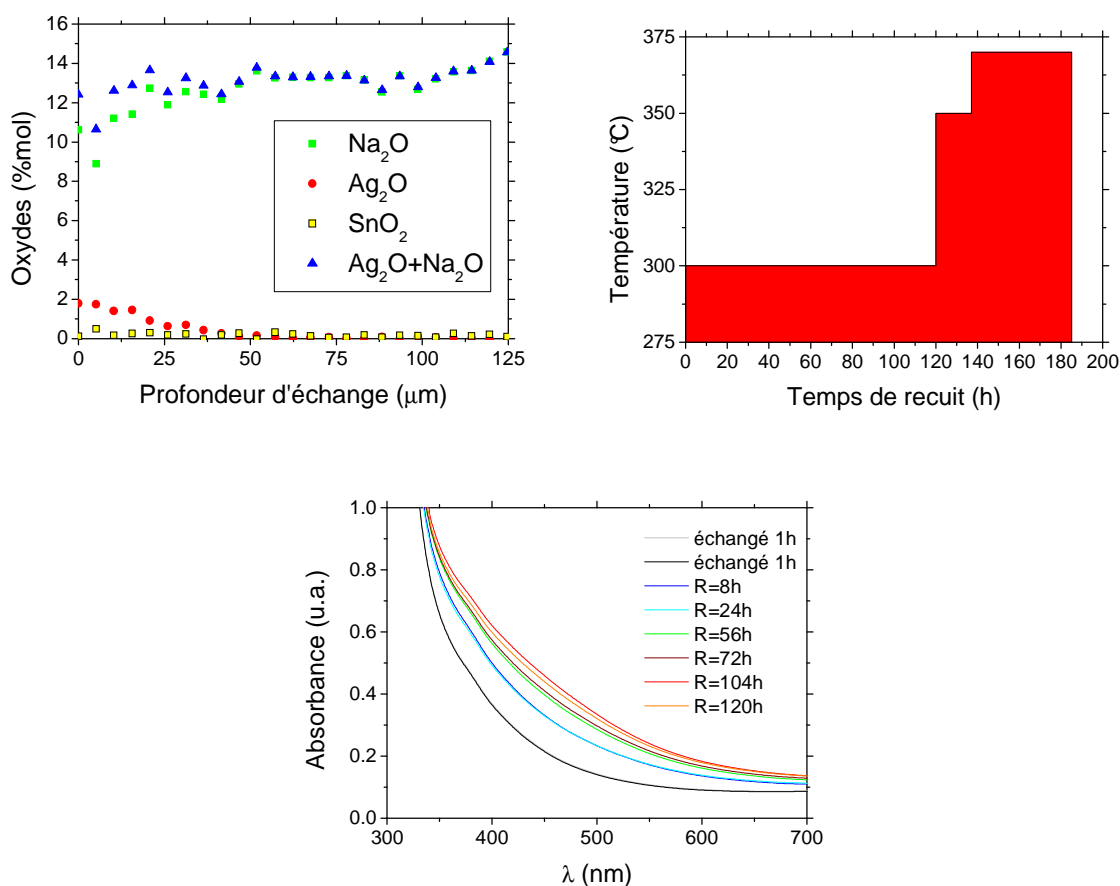 16
14
12
10
8
6
4
2
0
0 25 50 75 100 125
Oxydes (%mol)
Profondeur d'échange (µm)
Na2O
Ag2O
SnO2
Ag2O+Na2O
375
350
325
300
275
0 20 40 60 80 100 120 140 160 180 200
Température (°C)
Temps de recuit (h)
1.0
0.8
0.6
0.4
0.2
0.0
300 400 500 600 700
Absorbance (u.a.)
λ (nm)
échangé 1h
échangé 1h
R=8h
R=24h
R=56h
R=72h
R=104h
R=120h